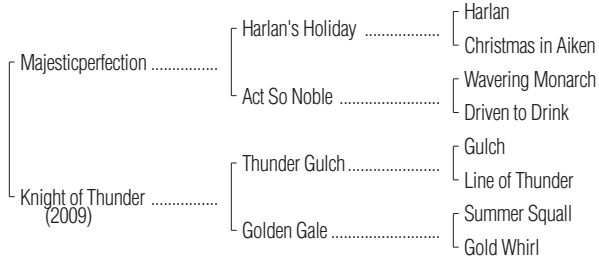 Harlan
Harlan's Holiday ..................
Christmas in Aiken
Majesticperfection ................
Wavering Monarch
Act So Noble ........................
Driven to Drink
Gulch
Thunder Gulch......................
Line of Thunder
Knight of Thunder ................
(2009)
Summer Squall
Golden Gale ..........................
Gold Whirl